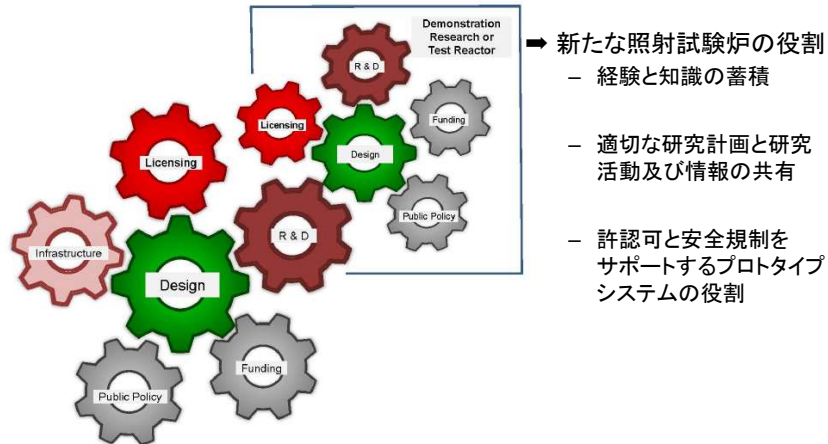 Demonstration
Research or
Test Reactor
R & D
Licensing
Funding
Design
Public Policy
Licensing
R & D
Infrastructure
Design
Funding
Public Policy
➡ 新たな照射試験炉の役割
– 経験と知識の蓄積
– 適切な研究計画と研究
活動及び情報の共有
– 許認可と安全規制を
サポートするプロトタイプ
システムの役割